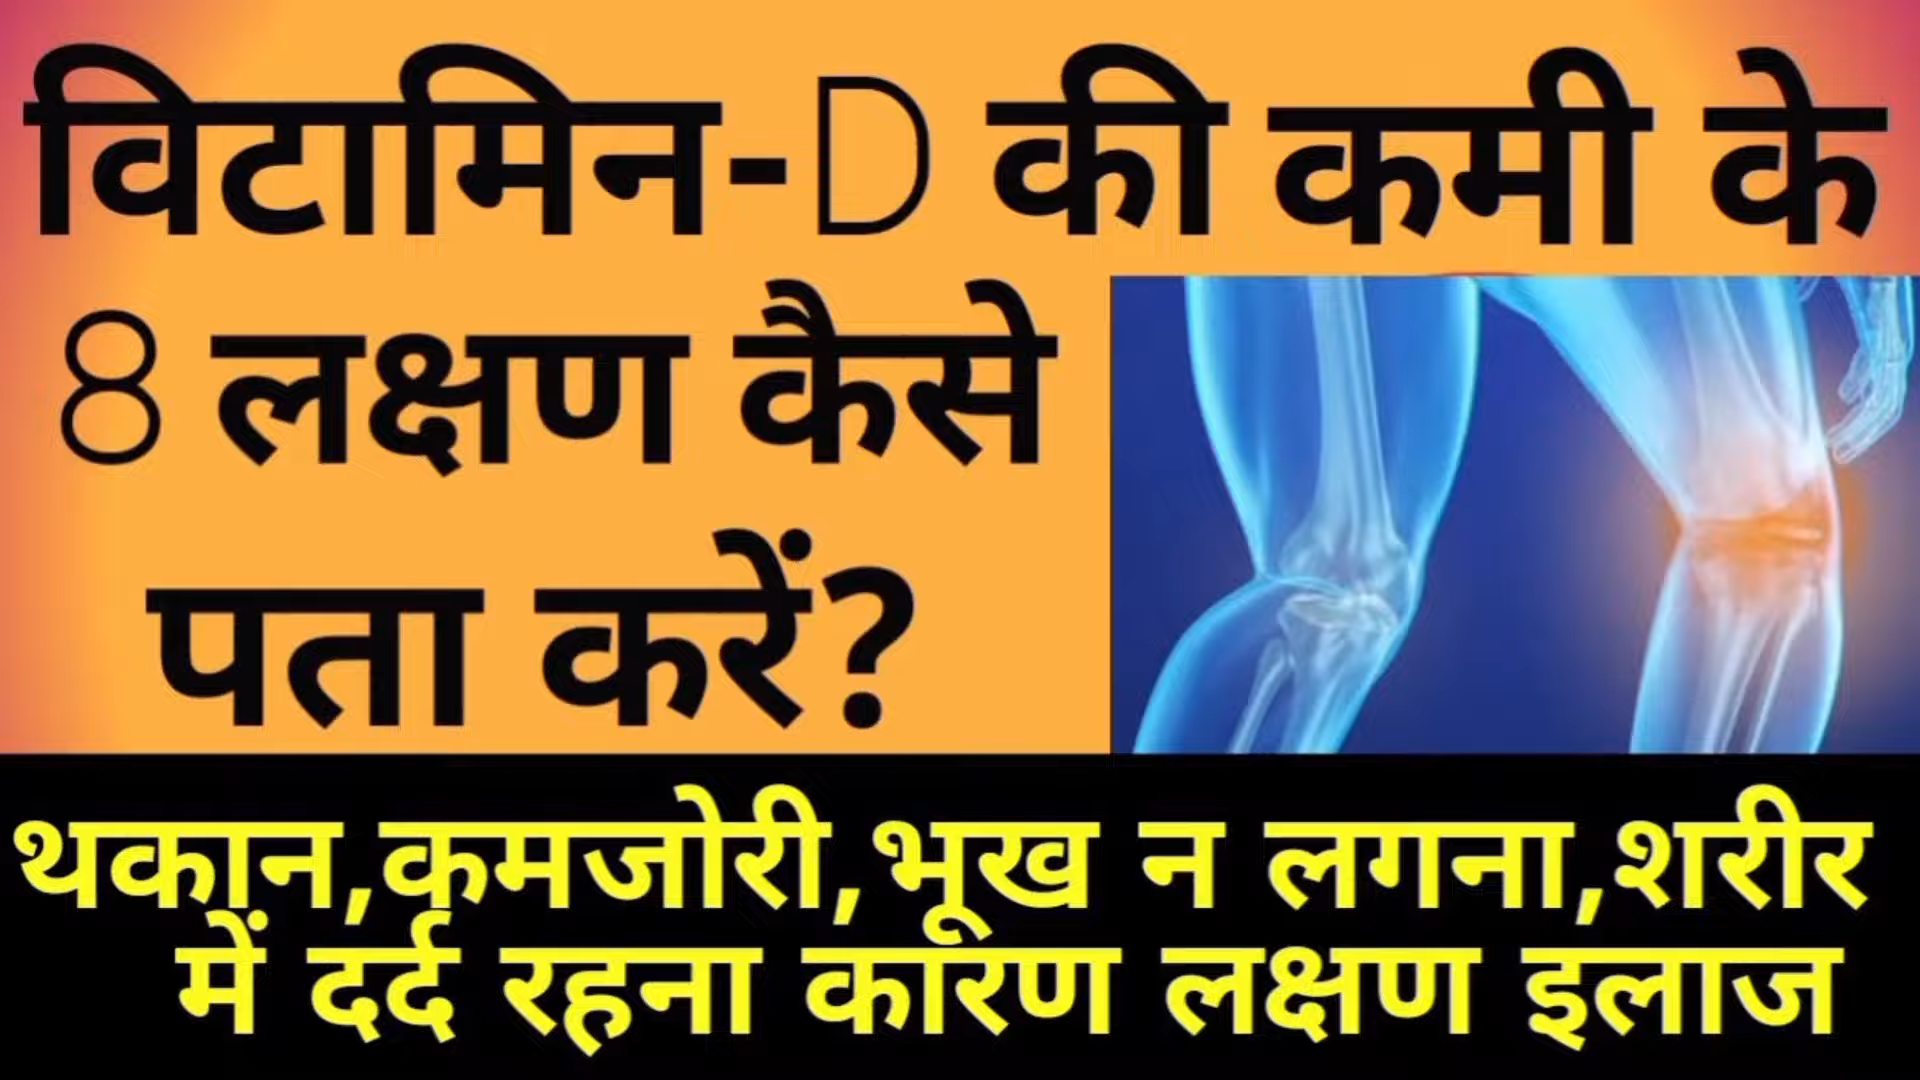 विटामिन-D की कमी के
8 लक्षण कैसे
पता करें?
थकान,कमजोरी,भूख न लगना,शरीर
में दर्द रहना कारण लक्षण इलाज